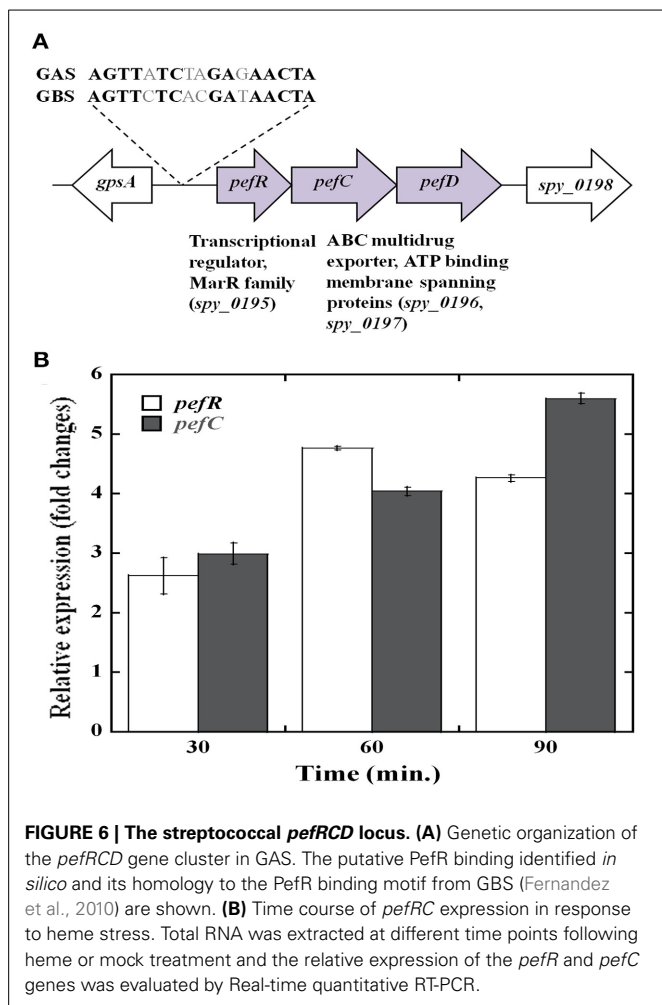 A
GAS AGTTATCTAGAGAACTA
GBS AGTTCTCACGATAACTA
gpsA pefR pefC pefD spy_0198
Transcriptional
regulator,
MarR family
(spy_0195)
ABC multidrug
exporter, ATP binding
membrane spanning
proteins (spy_0196,
spy_0197)
B
Relative expression (fold changes)
6
5
4
3
2
1
0
pefR
pefC
30 60 90
Time (min.)
FIGURE 6 | The streptococcal pefRCD locus. (A) Genetic organization of
the pefRCD gene cluster in GAS. The putative PefR binding identified in
silico and its homology to the PefR binding motif from GBS (Fernandez
et al., 2010) are shown. (B) Time course of pefRC expression in response
to heme stress. Total RNA was extracted at different time points following
heme or mock treatment and the relative expression of the pefR and pefC
genes was evaluated by Real-time quantitative RT-PCR.